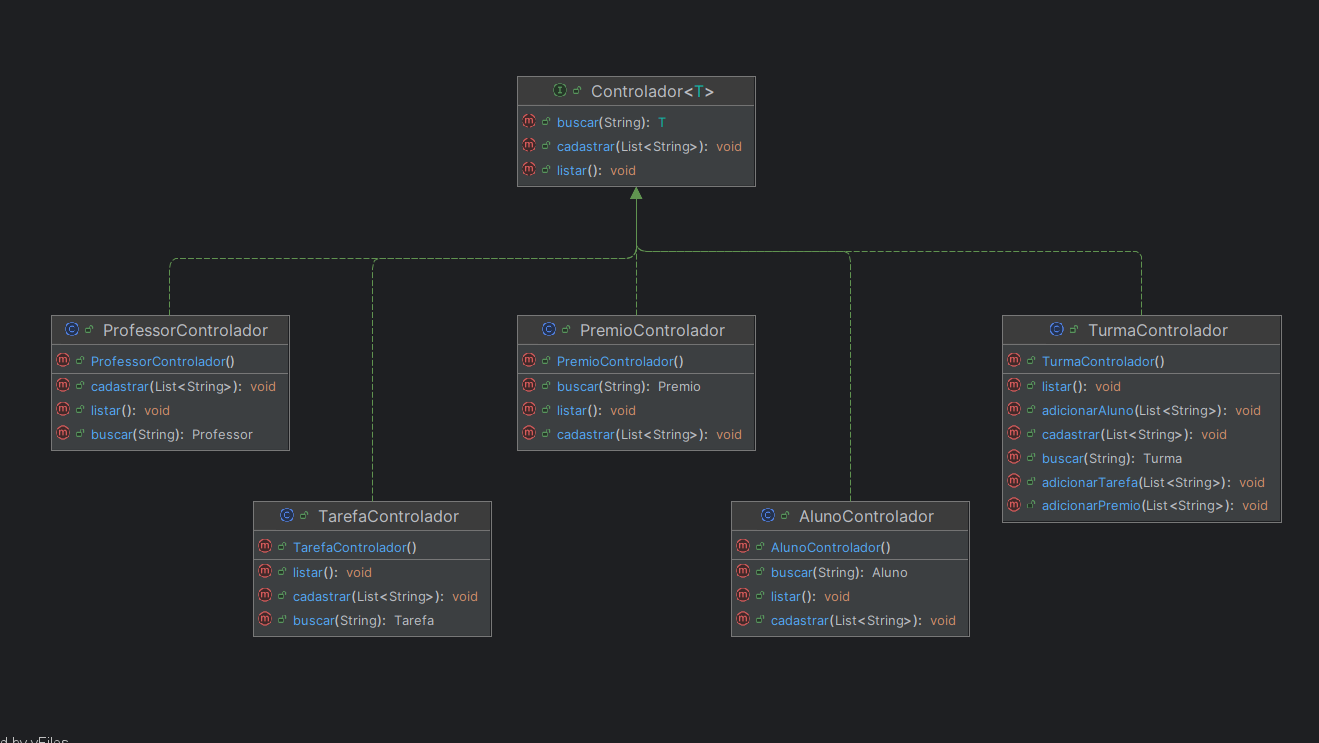 Controlador<T>
buscar(String): T
cadastrar(List<String>): void
listar(): void
ProfessorControlador
ProfessorControlador()
cadastrar(List<String>): void
listar(): void
buscar(String): Professor
PremioControlador
PremioControlador()
buscar(String): Premio
listar(): void
cadastrar(List<String>): void
TurmaControlador
TurmaControlador()
listar(): void
adicionarAluno(List<String>): void
cadastrar(List<String>): void
buscar(String): Turma
adicionarTarefa(List<String>): void
adicionarPremio(List<String>): void
TarefaControlador
TarefaControlador()
listar(): void
cadastrar(List<String>): void
buscar(String): Tarefa
AlunoControlador
AlunoControlador()
buscar(String): Aluno
listar(): void
cadastrar(List<String>): void
d by yFiles